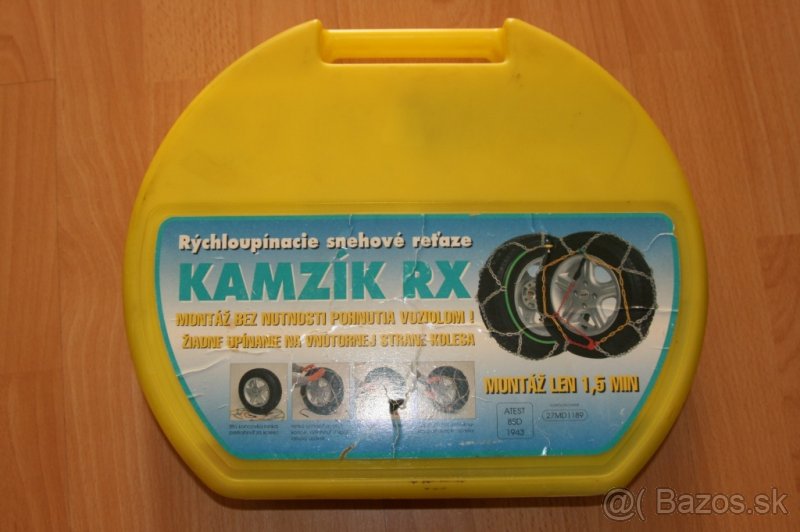 Rýchloupínacie snehové reťaze
KAMZÍK RX
MONTÁŽ BEZ NUTNOSTI POHNUTIA VOZIDLOM !
ŽIADNE UPÍNANIE NA VNÚTORNEJ STRANE KOLESA
MONTÁŽ LEN 1,5 MIN
ATEST
8SD
1943
27MD1189
@ Bazos.sk